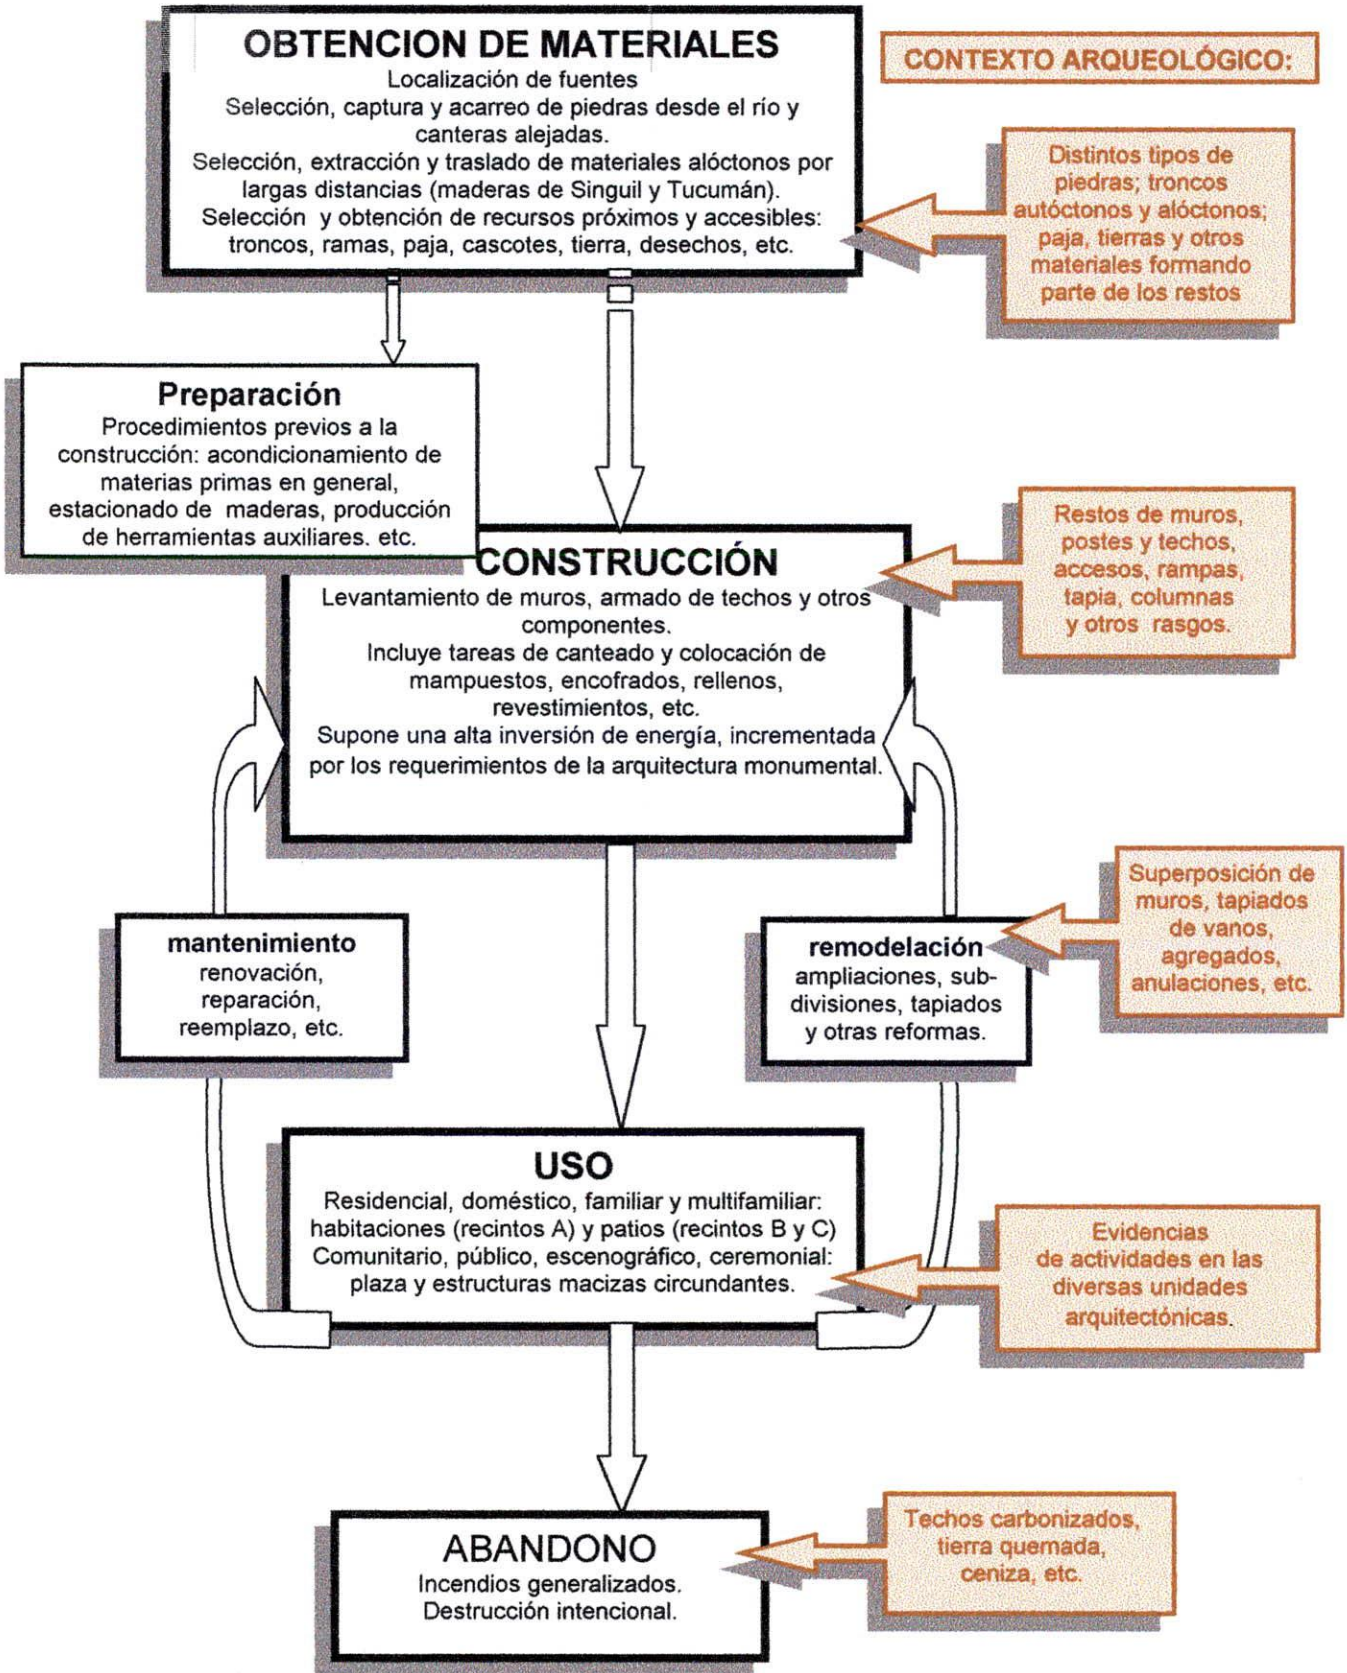 OBTENCION DE MATERIALES
Localización de fuentes
Selección, captura y acarreo de piedras desde el río y
canteras alejadas.
Selección, extracción y traslado de materiales alóctonos por
largas distancias (maderas de Singuil y Tucumán).
Selección y obtención de recursos próximos y accesibles:
troncos, ramas, paja, cascotes, tierra, desechos, etc.
CONTEXTO ARQUEOLÓGICO:
Distintos tipos de
piedras; troncos
autóctonos y alóctonos;
paja, tierras y otros
materiales formando
parte de los restos
Preparación
Procedimientos previos a la
construcción: acondicionamiento de
materias primas en general,
estacionado de maderas, producción
de herramientas auxiliares. etc.
CONSTRUCCIÓN
Levantamiento de muros, armado de techos y otros
componentes.
Incluye tareas de canteado y colocación de
mampuestos, encofrados, rellenos,
revestimientos, etc.
Supone una alta inversión de energía, incrementada
por los requerimientos de la arquitectura monumental.
Restos de muros,
postes y techos,
accesos, rampas,
tapia, columnas
y otros rasgos.
mantenimiento
renovación,
reparación,
reemplazo, etc.
remodelación
ampliaciones, sub-
divisiones, tapiados
y otras reformas.
Superposición de
muros, tapiados
de vanos,
agregados,
anulaciones, etc.
USO
Residencial, doméstico, familiar y multifamiliar:
habitaciones (recintos A) y patios (recintos B y C)
Comunitario, público, escenográfico, ceremonial:
plaza y estructuras macizas circundantes.
Evidencias
de actividades en las
diversas unidades
arquitectónicas.
ABANDONO
Incendios generalizados.
Destrucción intencional.
Techos carbonizados,
tierra quemada,
ceniza, etc.